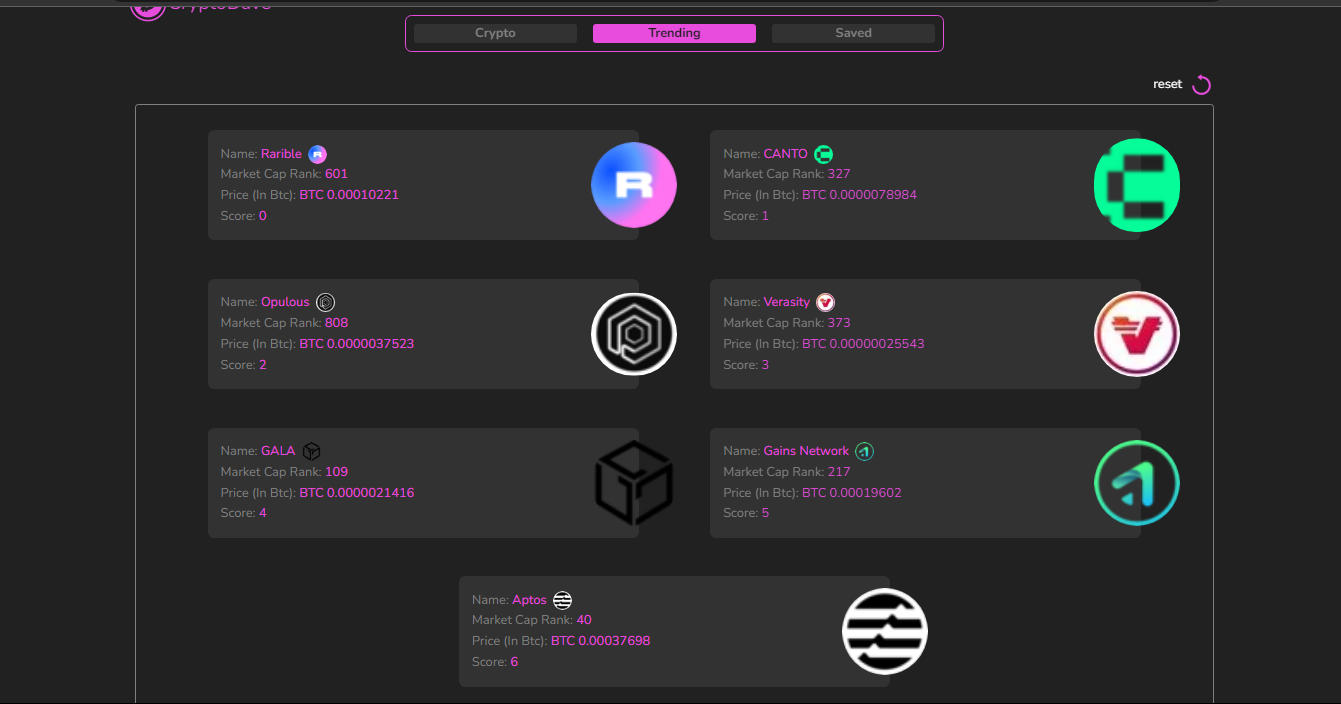 CryptoDave
Crypto
Trending
Saved
reset
Name: Rarible
Market Cap Rank: 601
Price (In Btc): BTC 0.00010221
Score: 0
Name: CANTO
Market Cap Rank: 327
Price (In Btc): BTC 0.0000078984
Score: 1
Name: Opulous
Market Cap Rank: 808
Price (In Btc): BTC 0.0000037523
Score: 2
Name: Verasity
Market Cap Rank: 373
Price (In Btc): BTC 0.00000025543
Score: 3
Name: GALA
Market Cap Rank: 109
Price (In Btc): BTC 0.0000021416
Score: 4
Name: Gains Network
Market Cap Rank: 217
Price (In Btc): BTC 0.00019602
Score: 5
Name: Aptos
Market Cap Rank: 40
Price (In Btc): BTC 0.00037698
Score: 6